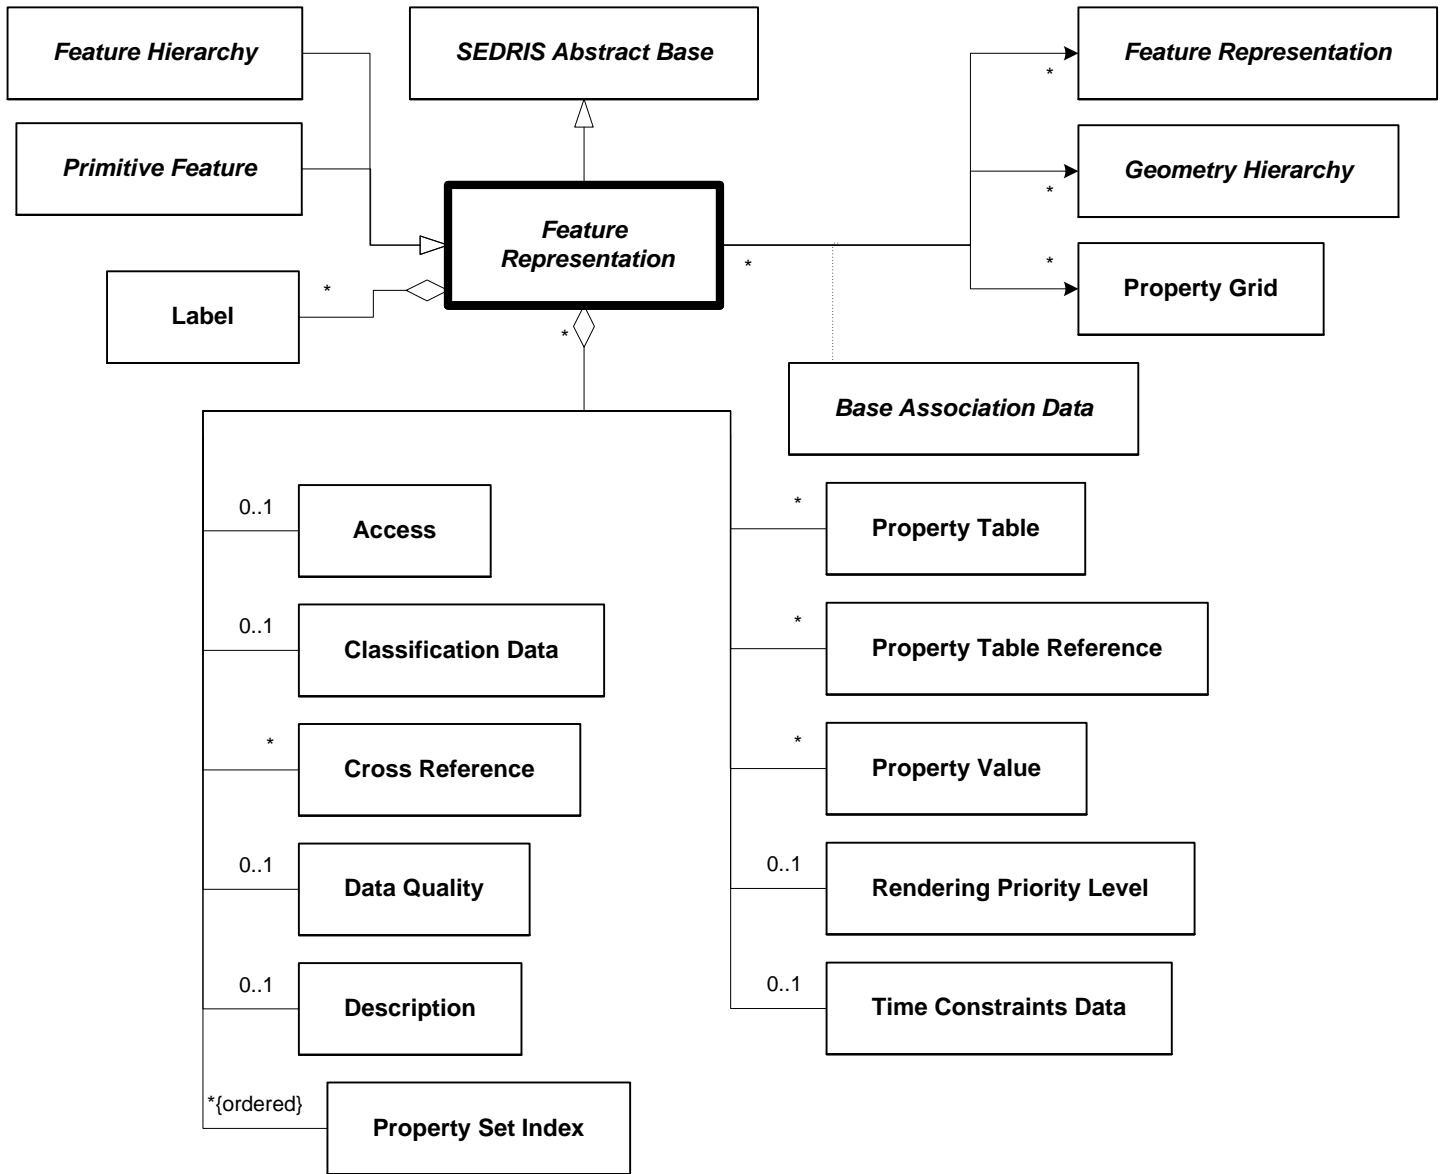 Feature Hierarchy
SEDRIS Abstract Base
Feature Representation
*
Primitive Feature
Geometry Hierarchy
*
Feature
Representation
*
*
Property Grid
Label
*
*
Base Association Data
0..1
Access
*
Property Table
0..1
Classification Data
*
Property Table Reference
*
Cross Reference
*
Property Value
0..1
Data Quality
0..1
Rendering Priority Level
0..1
Description
0..1
Time Constraints Data
*{ordered}
Property Set Index